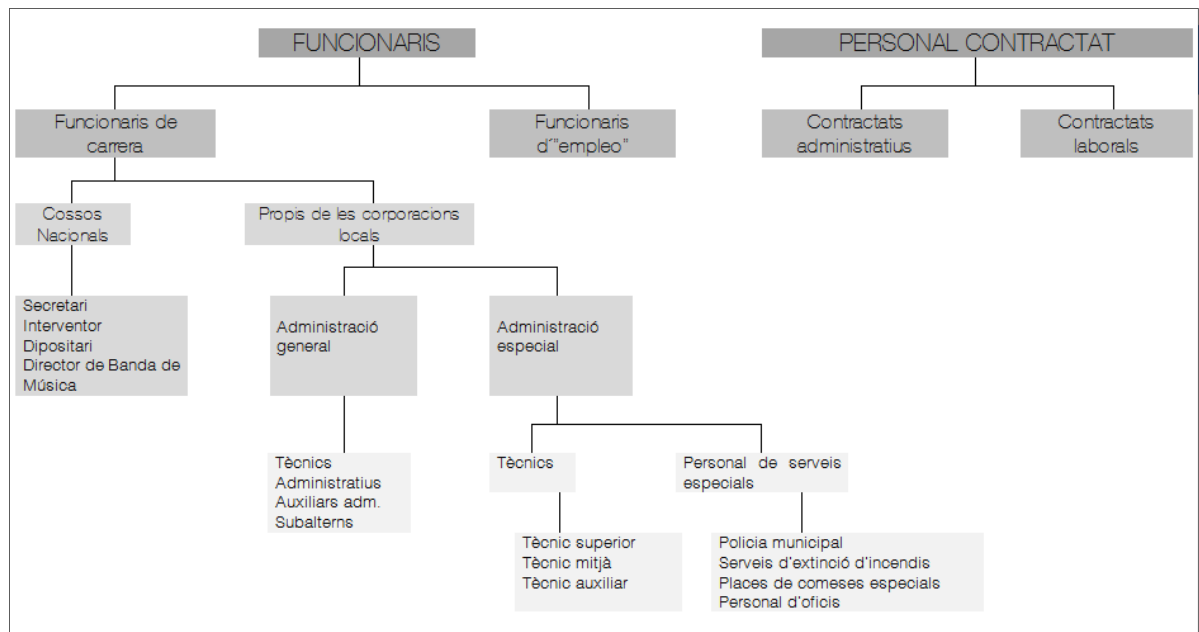 FUNCIONARIS
PERSONAL CONTRACTAT
Funcionaris de
carrera
Funcionaris
d´"empleo"
Contractats
administratius
Contractats
laborals
Cossos
Nacionals
Propis de les corporacions
locals
Secretari
Interventor
Dipositari
Director de Banda de
Música
Administració
general
Administració
especial
Tècnics
Administratius
Auxiliars adm.
Subalterns
Tècnics
Personal de serveis
especials
Tècnic superior
Tècnic mitjà
Tècnic auxiliar
Policia municipal
Serveis d'extinció d'incendis
Places de comeses especials
Personal d'oficis